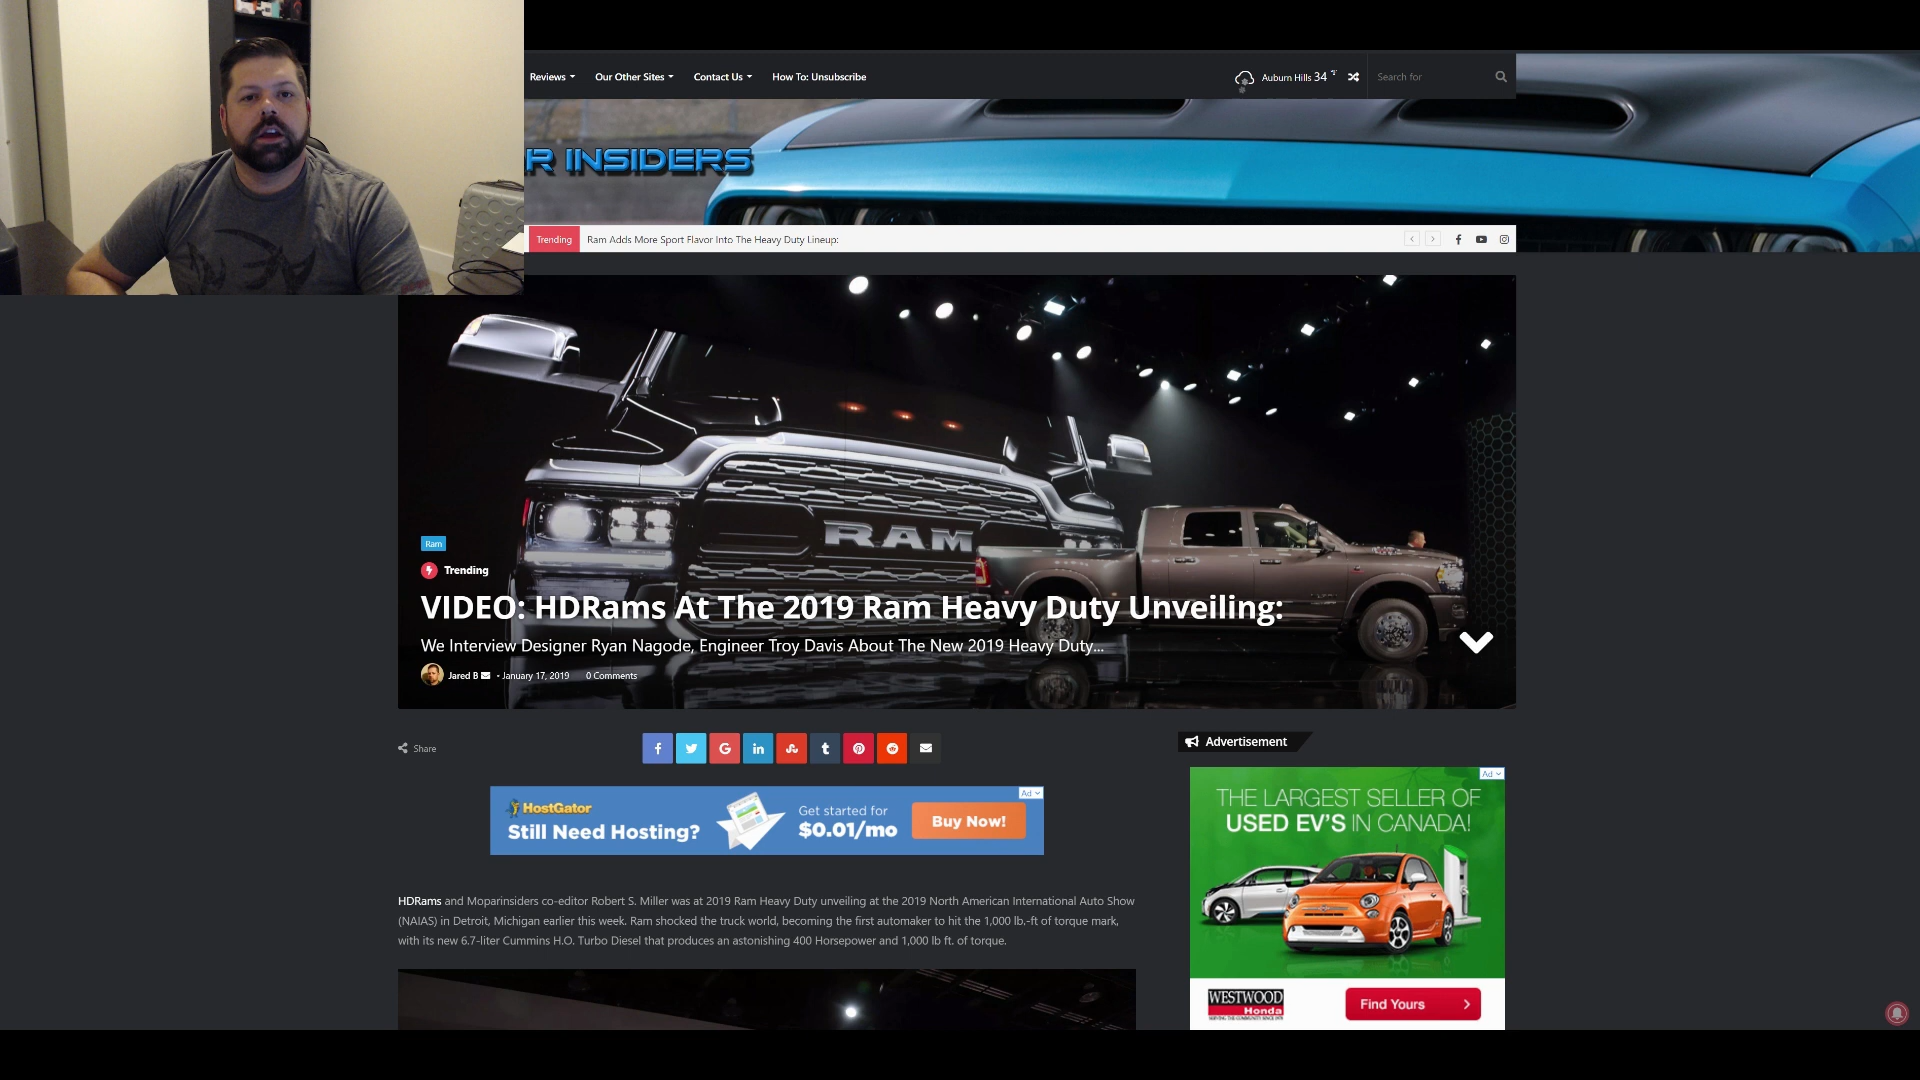 Reviews
Our Other Sites
Contact Us
How To: Unsubscribe
Auburn Hills 34 °F
Search for
R INSIDERS
Trending
Ram Adds More Sport Flavor Into The Heavy Duty Lineup:
RAM
Ram
Trending
VIDEO: HDRams At The 2019 Ram Heavy Duty Unveiling:
We Interview Designer Ryan Nagode, Engineer Troy Davis About The New 2019 Heavy Duty...
Jared B - January 17, 2019 0 Comments
Share
Advertisement
HostGator
Still Need Hosting?
Get started for
$0.01/mo
Buy Now!
Ad
HDRams and Moparinsiders co-editor Robert S. Miller was at 2019 Ram Heavy Duty unveiling at the 2019 North American International Auto Show
(NAIAS) in Detroit, Michigan earlier this week. Ram shocked the truck world, becoming the first automaker to hit the 1,000 lb.-ft of torque mark,
with its new 6.7-liter Cummins H.O. Turbo Diesel that produces an astonishing 400 Horsepower and 1,000 lb ft. of torque.
Ad
THE LARGEST SELLER OF
USED EV'S IN CANADA!
WESTWOOD
Honda
SERVING THE COMMUNITY SINCE 1979
Find Yours